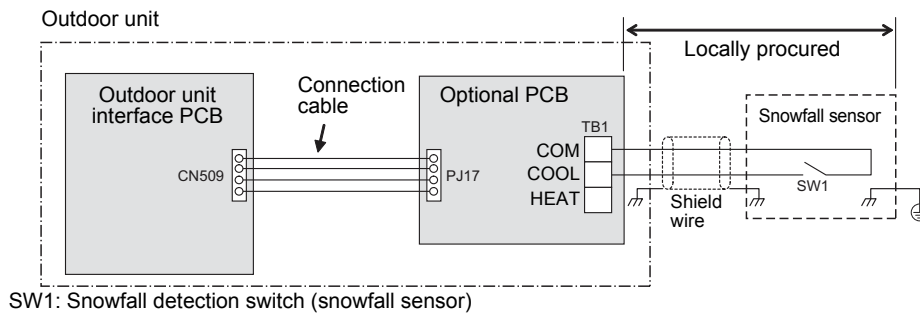 Outdoor unit
Locally procured
Outdoor unit
interface PCB
Connection
cable
Optional PCB
Snowfall sensor
TB1
COM
COOL
HEAT
CN509
PJ17
SW1
Shield
wire
SW1: Snowfall detection switch (snowfall sensor)